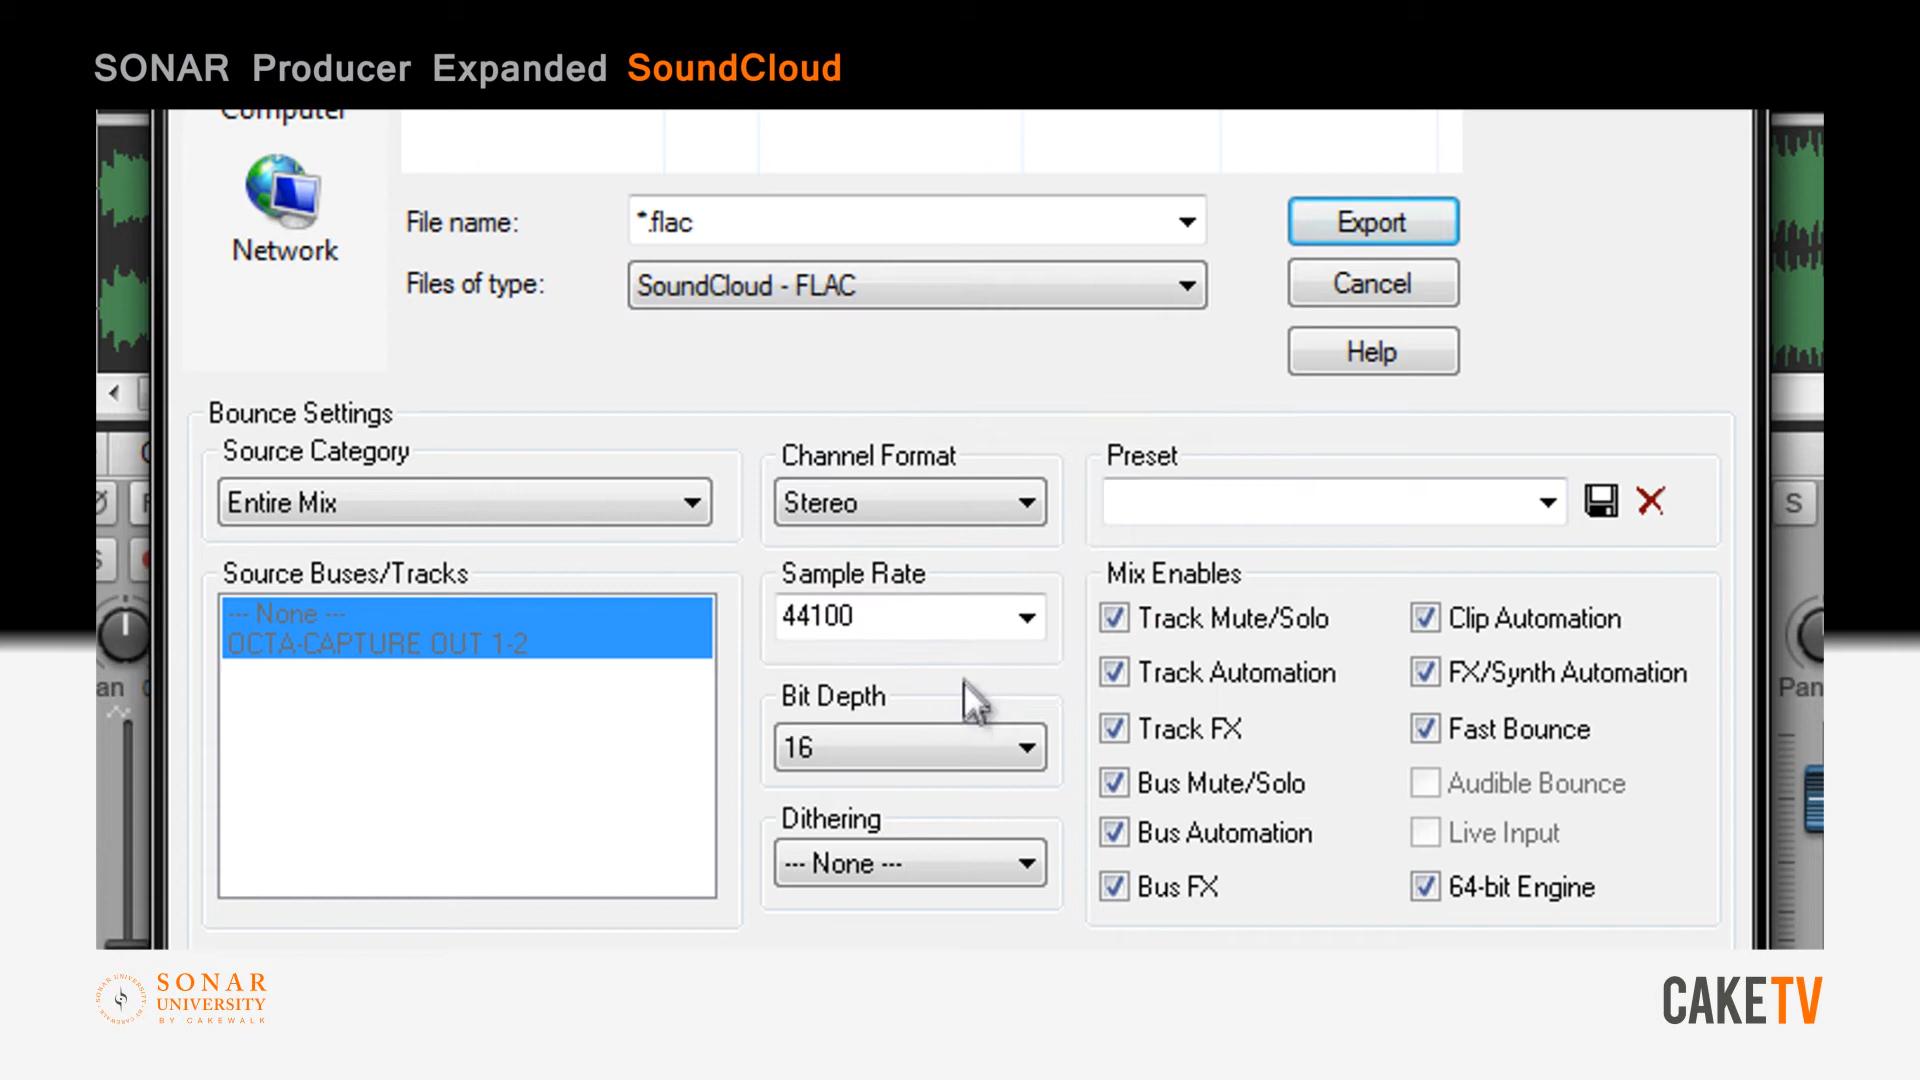 SONAR Producer Expanded SoundCloud
Computer
Network
File name:
*.flac
Export
Files of type:
SoundCloud - FLAC
Cancel
Help
Bounce Settings
Source Category
Entire Mix
Channel Format
Stereo
Preset
S
Source Buses/Tracks
--- None ---
OCTA-CAPTURE OUT 1-2
Sample Rate
44100
Bit Depth
16
Dithering
--- None ---
Mix Enables
Track Mute/Solo
Clip Automation
Track Automation
FX/Synth Automation
Track FX
Fast Bounce
Bus Mute/Solo
Audible Bounce
Bus Automation
Live Input
Bus FX
64-bit Engine
Pan
SONAR
UNIVERSITY
BY CAKEWALK
CAKETV